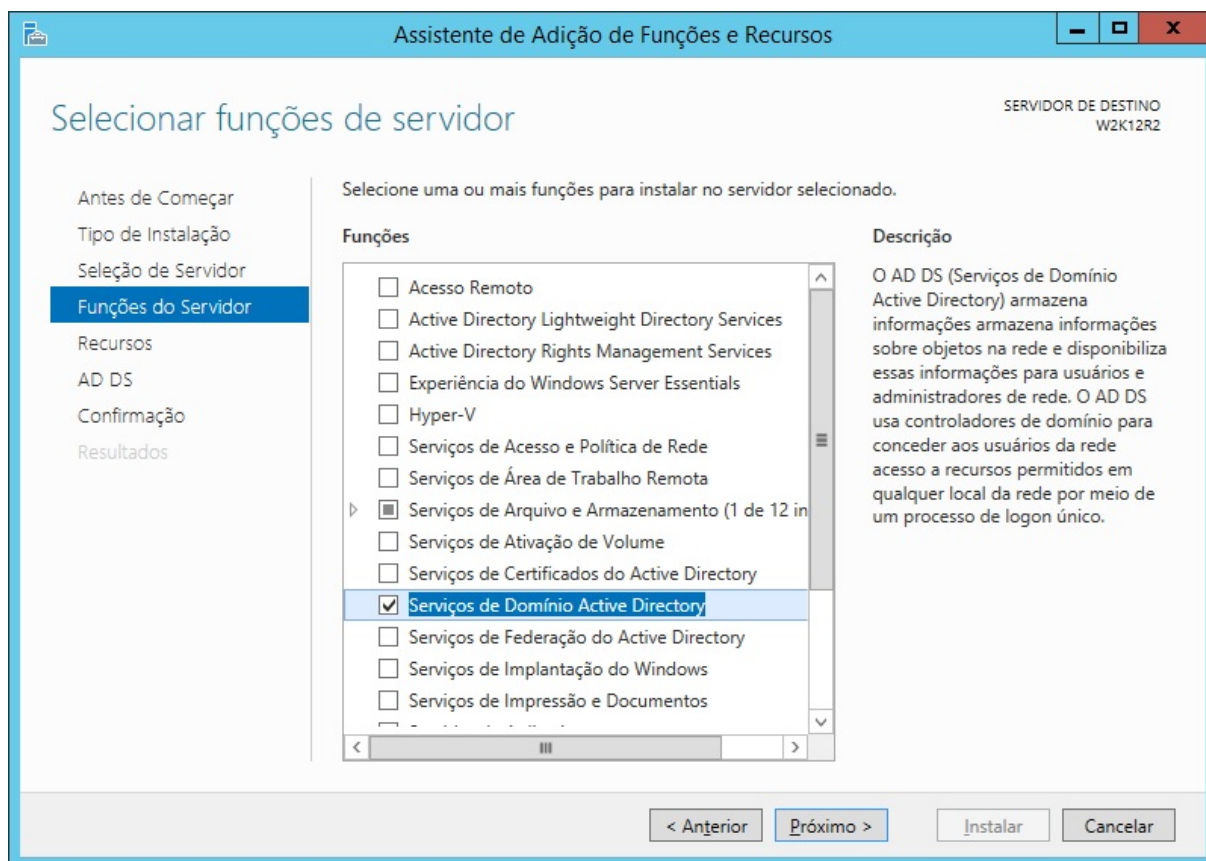 Assistente de Adição de Funções e Recursos
Selecionar funções de servidor
SERVIDOR DE DESTINO
W2K12R2
Antes de Começar
Tipo de Instalação
Seleção de Servidor
Funções do Servidor
Recursos
AD DS
Confirmação
Resultados
Selecione uma ou mais funções para instalar no servidor selecionado.
Funções
Acesso Remoto
Active Directory Lightweight Directory Services
Active Directory Rights Management Services
Experiência do Windows Server Essentials
Hyper-V
Serviços de Acesso e Política de Rede
Serviços de Área de Trabalho Remota
Serviços de Arquivo e Armazenamento (1 de 12 in
Serviços de Ativação de Volume
Serviços de Certificados do Active Directory
Serviços de Domínio Active Directory
Serviços de Federação do Active Directory
Serviços de Implantação do Windows
Serviços de Impressão e Documentos
Descrição
O AD DS (Serviços de Domínio
Active Directory) armazena
informações armazena informações
sobre objetos na rede e disponibiliza
essas informações para usuários e
administradores de rede. O AD DS
usa controladores de domínio para
conceder aos usuários da rede
acesso a recursos permitidos em
qualquer local da rede por meio de
um processo de logon único.
< Anterior
Próximo >
Instalar
Cancelar